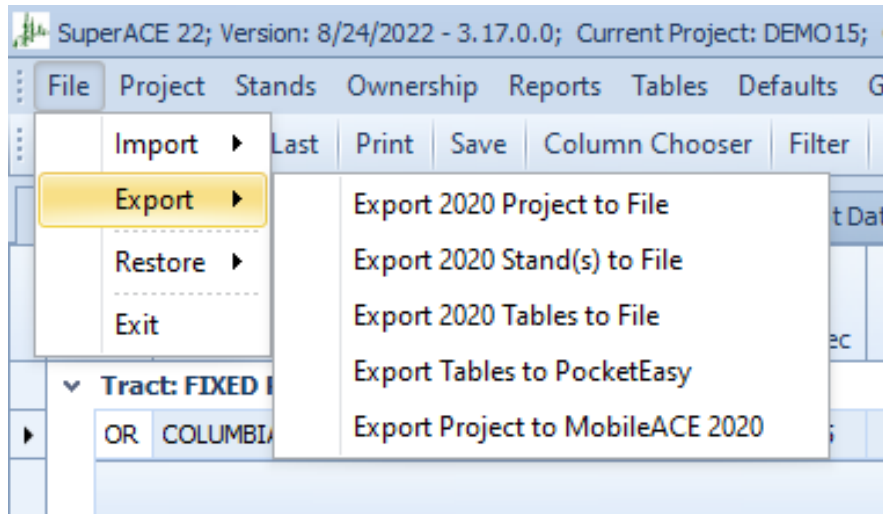 SuperACE 22; Version: 8/24/2022 - 3.17.0.0; Current Project: DEMO15;
File Project Stands Ownership Reports Tables Defaults
Import Last Print Save Column Chooser Filter
Export Export 2020 Project to File
Restore Export 2020 Stand(s) to File
Exit Export 2020 Tables to File
Export Tables to PocketEasy
Tract: FIXED
OR Export Project to MobileACE 2020